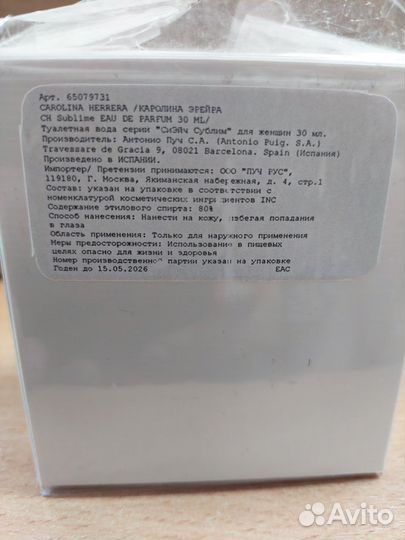 Арт. 65079731
CAROLINA HERRERA /КАРОЛИНА ЭРЕЙРА
CH Sublime EAU DE PARFUM 30 ML/
Туалетная вода серии "СиЭйч Сублим" для женщин 30 мл.
Производитель: Антонио Пуч С.А. (Antonio Puig. S.A.)
Travessare de Gracia 9, 08021 Barcelona. Spain (Испания)
Произведено в ИСПАНИИ.
Импортер/ Претензии принимаются: ООО "ПУЧ РУС",
119180, Г. Москва, Якиманская набережная, д. 4, стр.1
Состав: указан на упаковке в соответствии с
номенклатурой косметических ингридиентов INC
Содержание этилового спирта: 80%
Способ нанесения: Нанести на кожу, избегая попадания
в глаза
Область применения: Только для наружного применения
Меры предосторожности: Использование в пищевых
целях опасно для жизни и здоровья
Номер производственной партии указан на упаковке
Годен до 15.05.2026 EAC
Avito